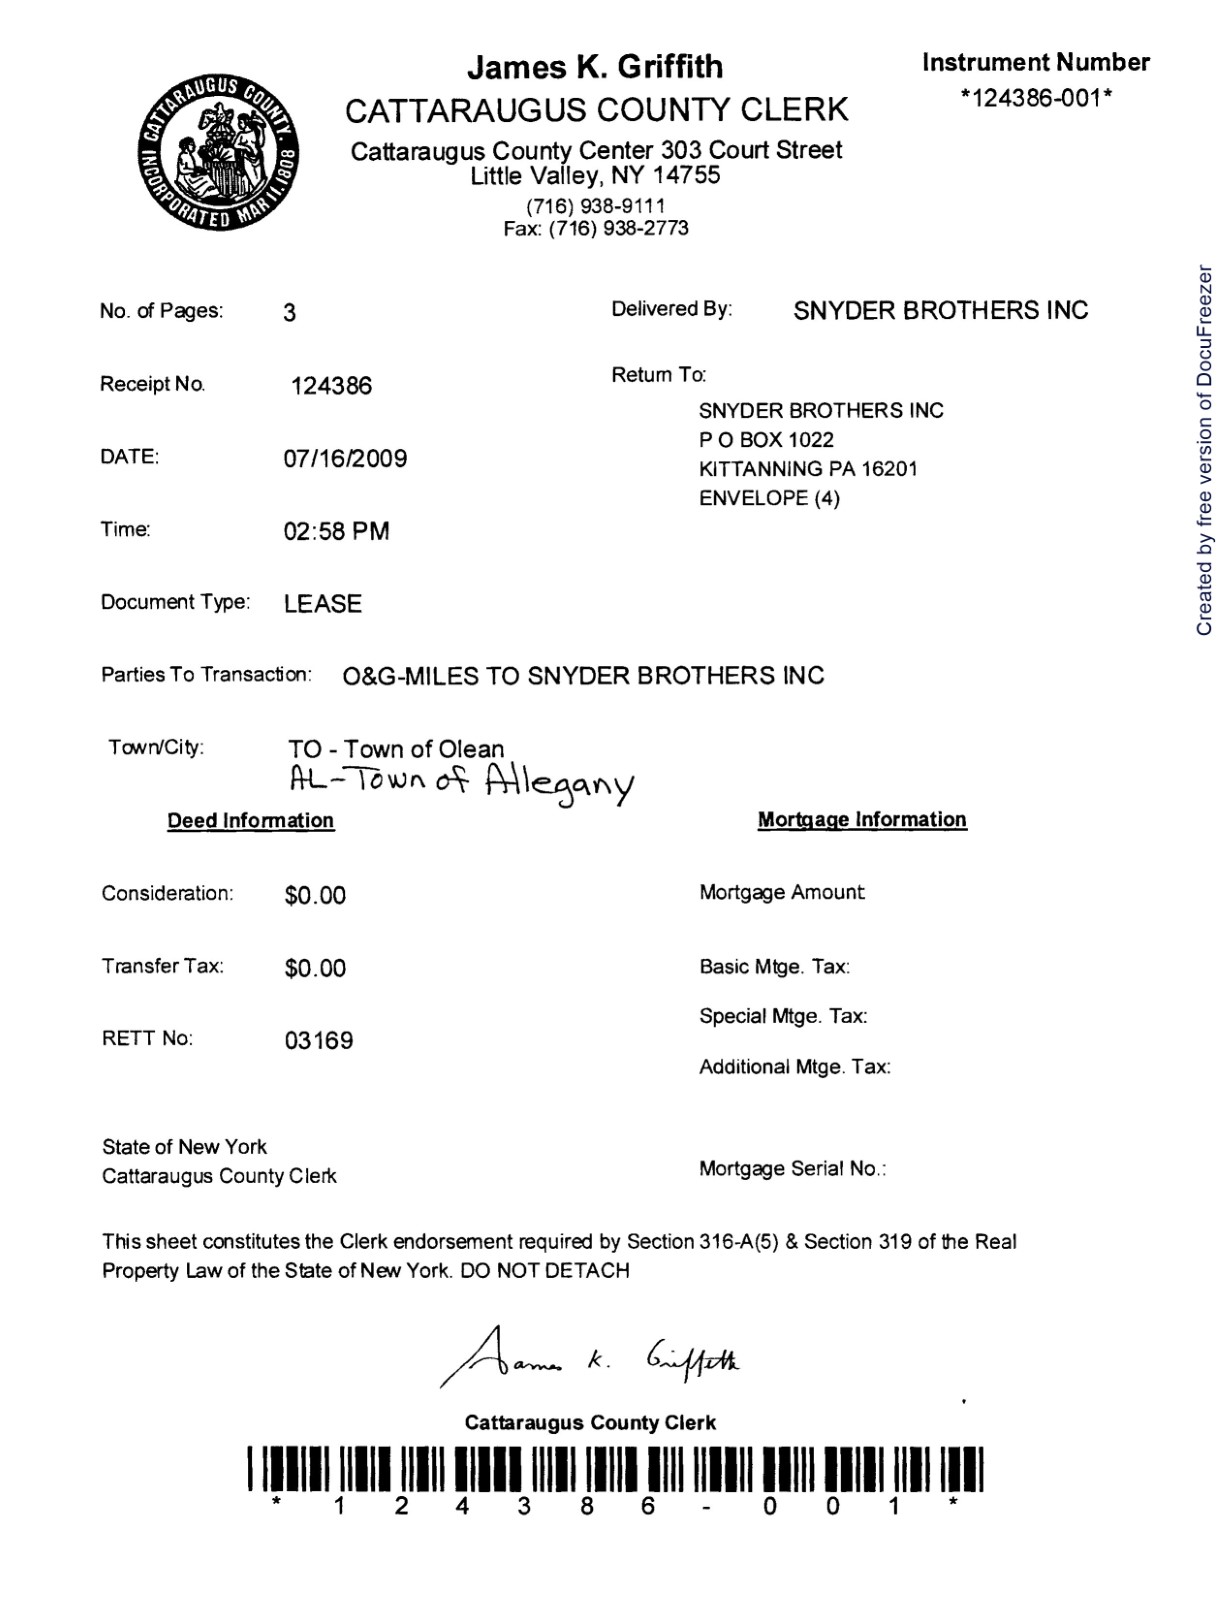 James K. Griffith
CATTARAUGUS COUNTY CLERK
Cattaraugus County Center 303 Court Street
Little Valley, NY 14755
(716) 938-9111
Fax: (716) 938-2773
Instrument Number
*124386-001*
CATTARAUGUS COUNTY.
INCORPORATED MAR 11.1808
No. of Pages: 3
Delivered By: SNYDER BROTHERS INC
Receipt No. 124386
Return To:
SNYDER BROTHERS INC
P O BOX 1022
KITTANNING PA 16201
ENVELOPE (4)
DATE: 07/16/2009
Time: 02:58 PM
Document Type: LEASE
Parties To Transaction: O&G-MILES TO SNYDER BROTHERS INC
Town/City: TO - Town of Olean
AL-Town of Allegany
Deed Information
Mortgage Information
Consideration: $0.00
Mortgage Amount
Transfer Tax: $0.00
Basic Mtge. Tax:
Special Mtge. Tax:
RETT No: 03169
Additional Mtge. Tax:
State of New York
Cattaraugus County Clerk
Mortgage Serial No.:
This sheet constitutes the Clerk endorsement required by Section 316-A(5) & Section 319 of the Real
Property Law of the State of New York. DO NOT DETACH
James K. Griffith
Cattaraugus County Clerk
* 1 2 4 3 8 6 - 0 0 1 *
Created by free version of DocuFreezer